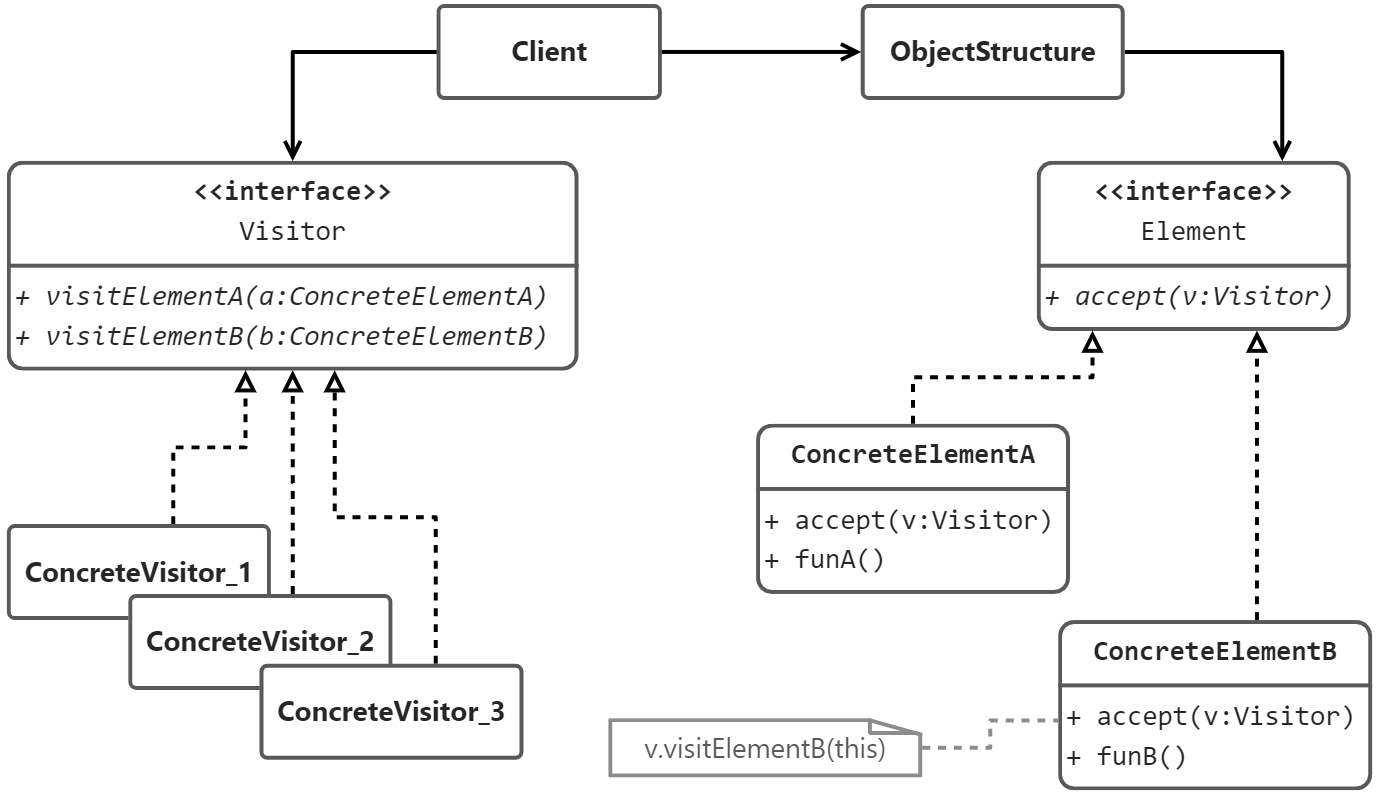 Client
ObjectStructure
<<interface>>
Visitor
+ visitElementA(a:ConcreteElementA)
+ visitElementB(b:ConcreteElementB)
<<interface>>
Element
+ accept(v:Visitor)
ConcreteElementA
+ accept(v:Visitor)
+ funA()
ConcreteVisitor_1
ConcreteVisitor_2
ConcreteVisitor_3
ConcreteElementB
+ accept(v:Visitor)
+ funB()
v.visitElementB(this)